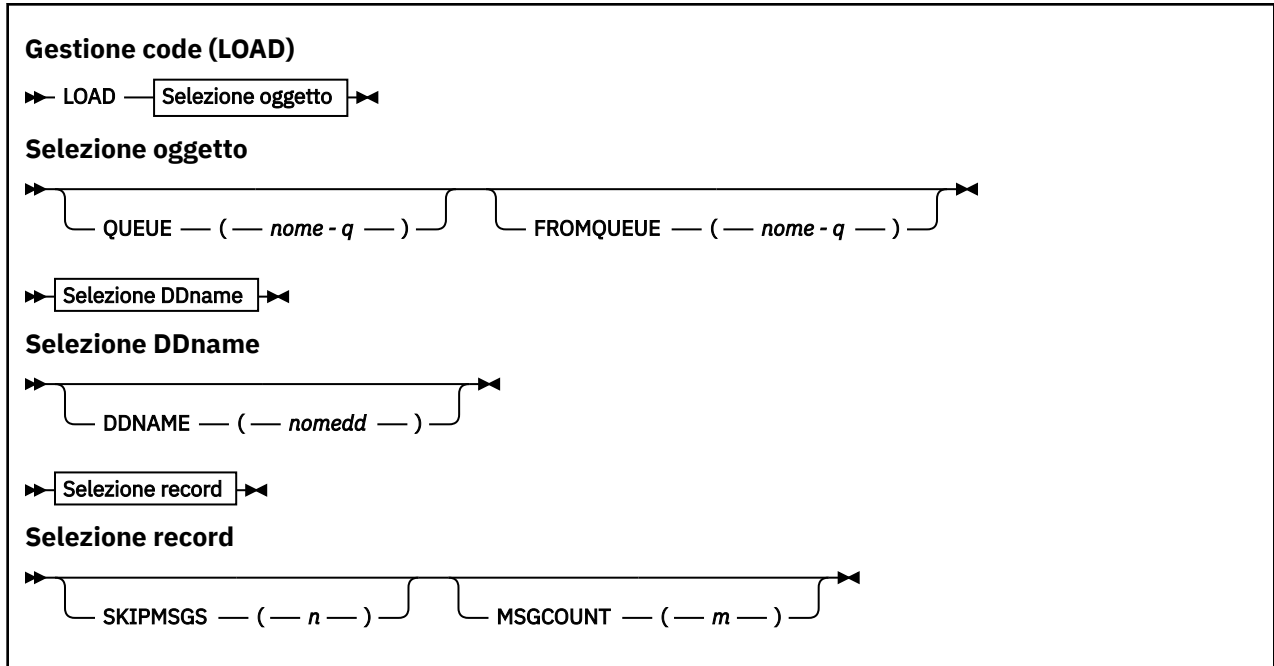 Gestione code (LOAD)
LOAD Selezione oggetto
Selezione oggetto
QUEUE ( nome - q ) FROMQUEUE ( nome - q )
Selezione DDname
Selezione DDname
DDNAME ( nomedd )
Selezione record
Selezione record
SKIPMSGS ( n ) MSGCOUNT ( m )